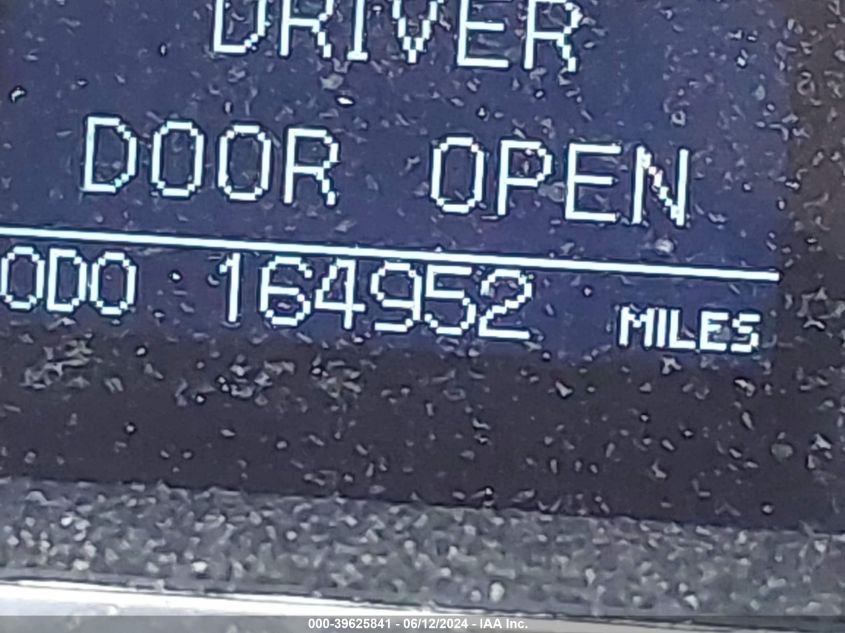 DRIVER
DOOR OPEN
ODO 164952 MILES
000-39625841 - 06/12/2024 - IAA Inc.